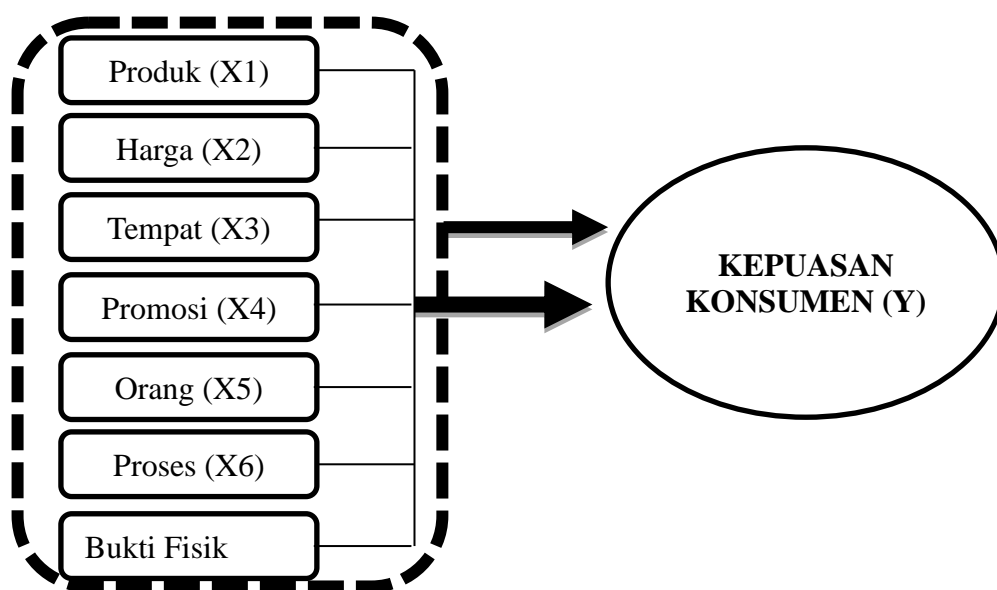 Produk (X1)
Harga (X2)
Tempat (X3)
Promosi (X4)
Orang (X5)
Proses (X6)
Bukti Fisik
KEPUASAN
KONSUMEN (Y)